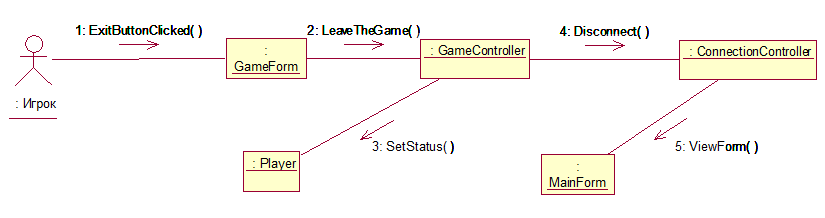 1: ExitButtonClicked( )
2: LeaveTheGame( )
4: Disconnect( )
: Игрок
:
GameForm
: GameController
: ConnectionController
3: SetStatus( )
5: ViewForm( )
: Player
:
MainForm